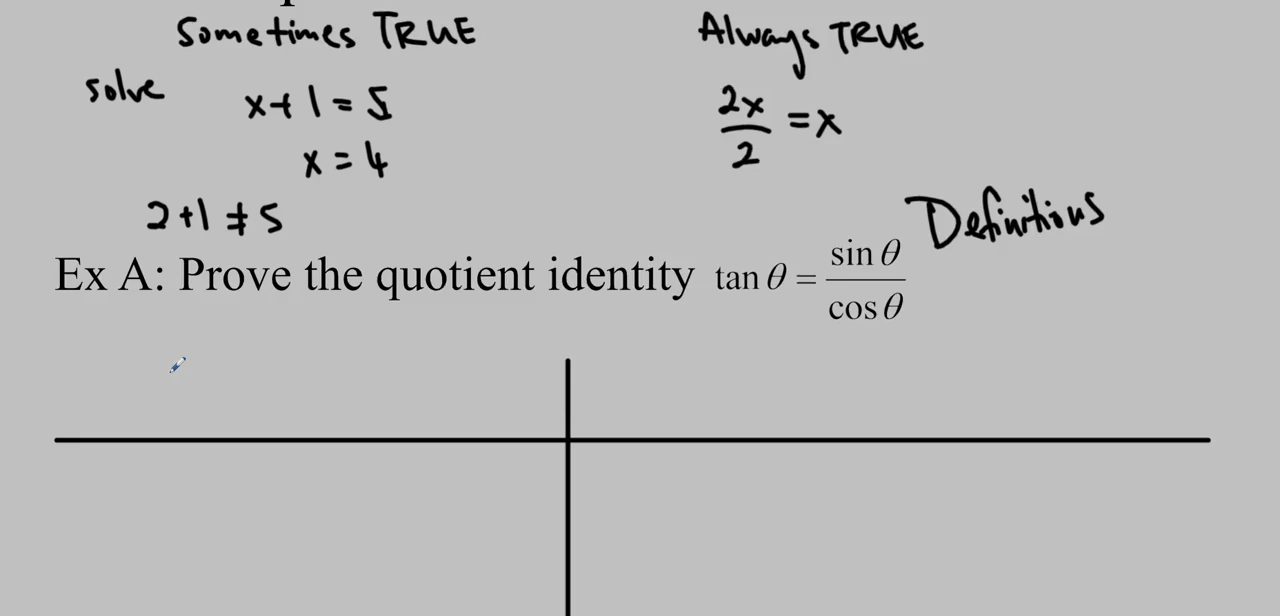 Sometimes TRUE
Always TRUE
solve
x+1=5
2x/2 = x
x=4
2+1≠5
Definitions
Ex A: Prove the quotient identity tan θ = sin θ / cos θ